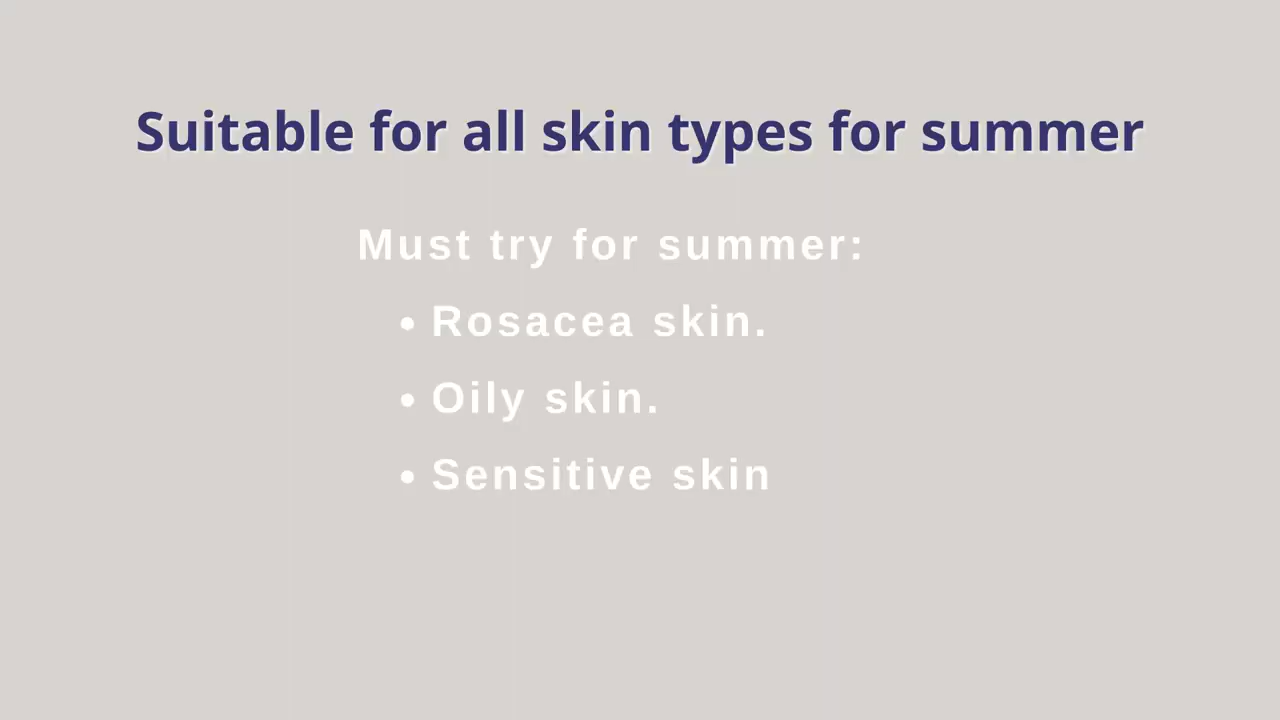 Suitable for all skin types for summer
Must try for summer:
• Rosacea skin.
• Oily skin.
• Sensitive skin